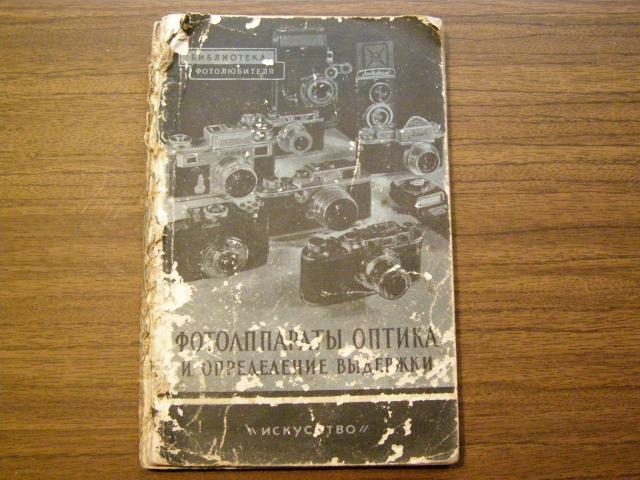 БИБЛИОТЕКА
ФОТОЛЮБИТЕЛЯ
ФОТОАППАРАТЫ ОПТИКА
И ОПРЕДЕЛЕНИЕ ВЫДЕРЖКИ
"ИСКУССТВО"